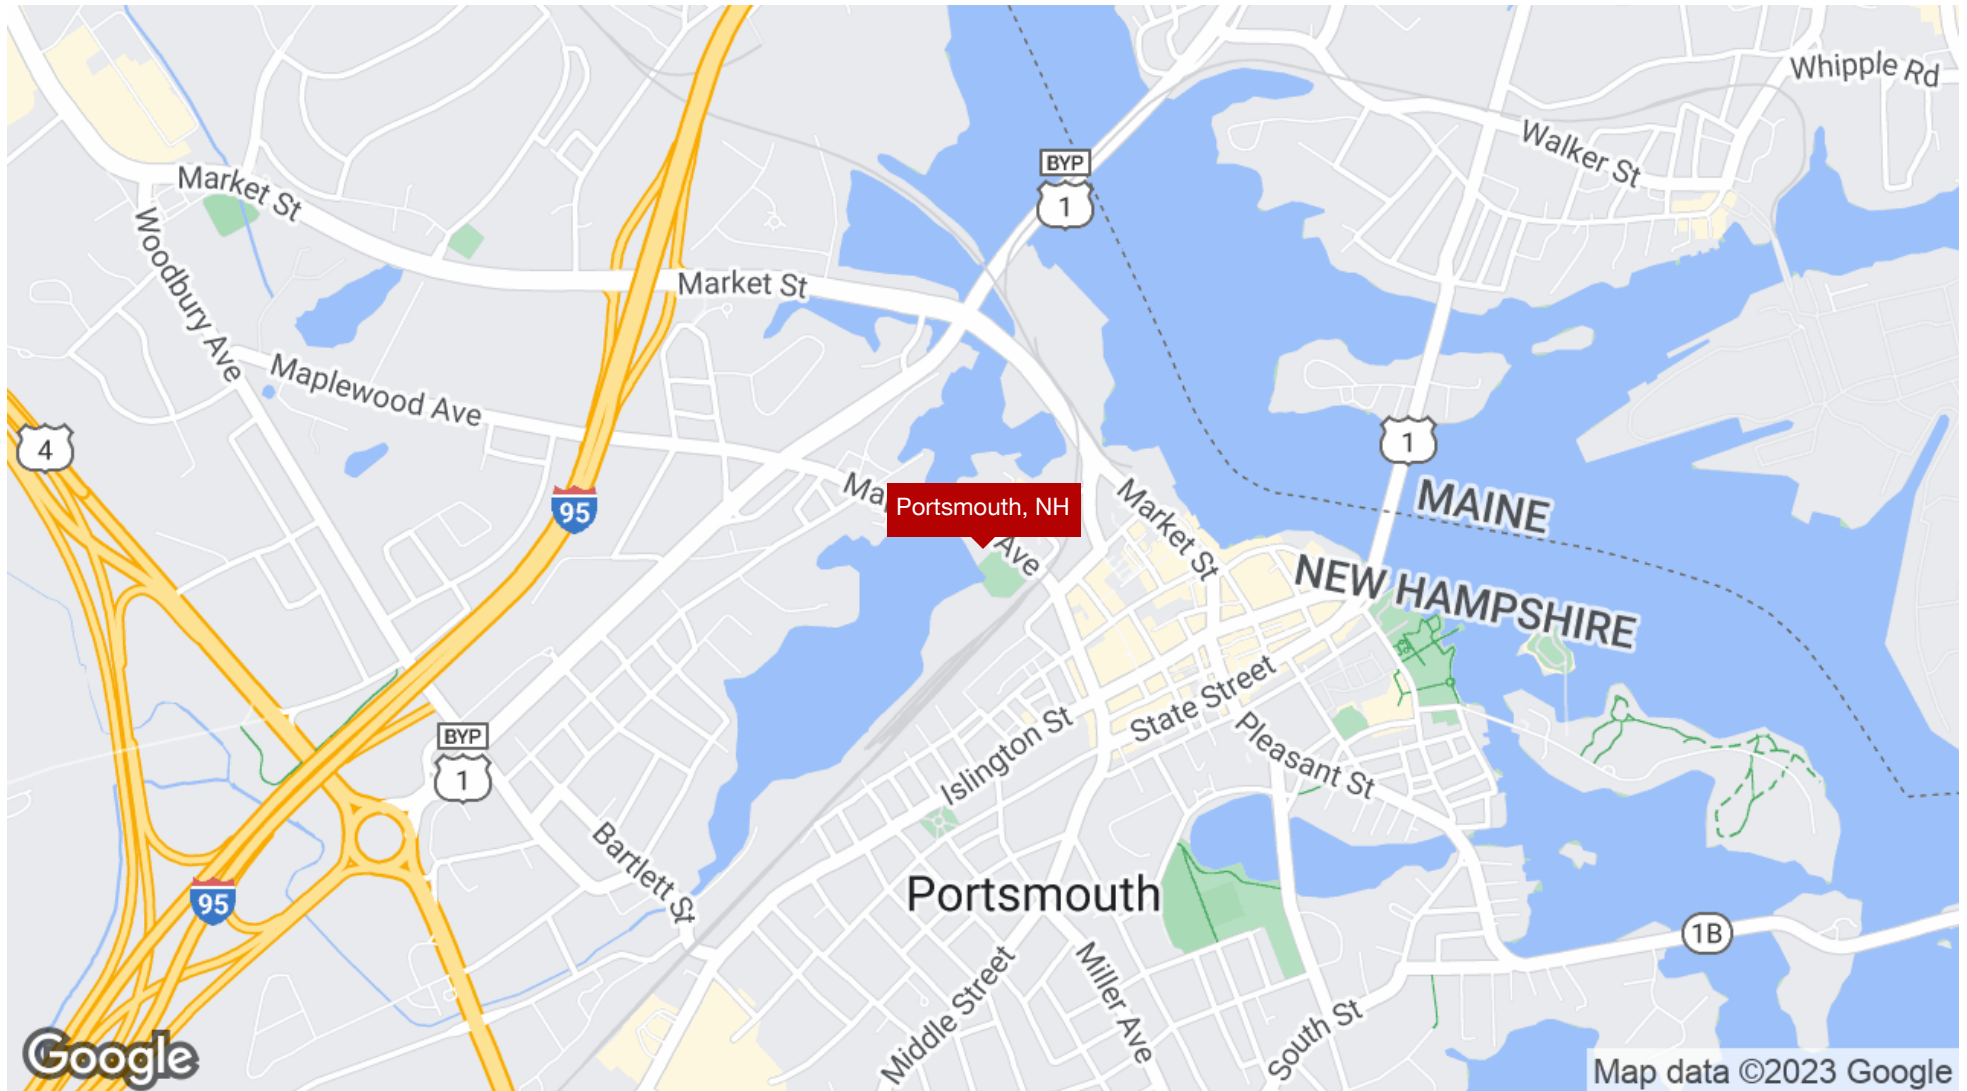 Whipple Rd
Walker St
BYP
1
Market St
Woodbury Ave
Market St
Maplewood Ave
4
1
95
Ma
Portsmouth, NH
Ave
Market St
MAINE
NEW HAMPSHIRE
State Street
Islington St
Pleasant St
BYP
1
Bartlett St
95
Portsmouth
1B
Middle Street
Miller Ave
South St
Google
Map data ©2023 Google